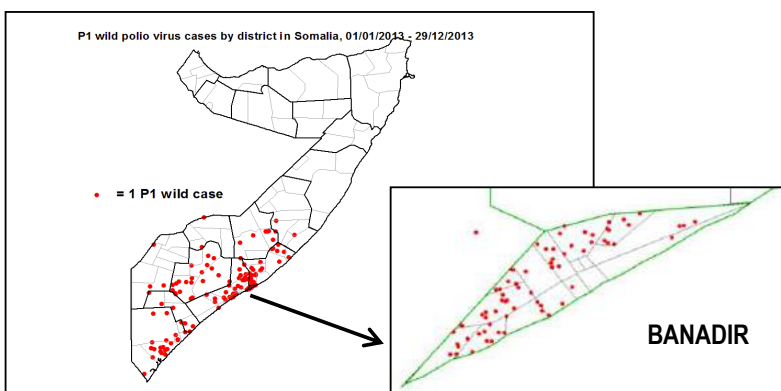 P1 wild polio virus cases by district in Somalia, 01/01/2013 - 29/12/2013
= 1 P1 wild case
BANADIR